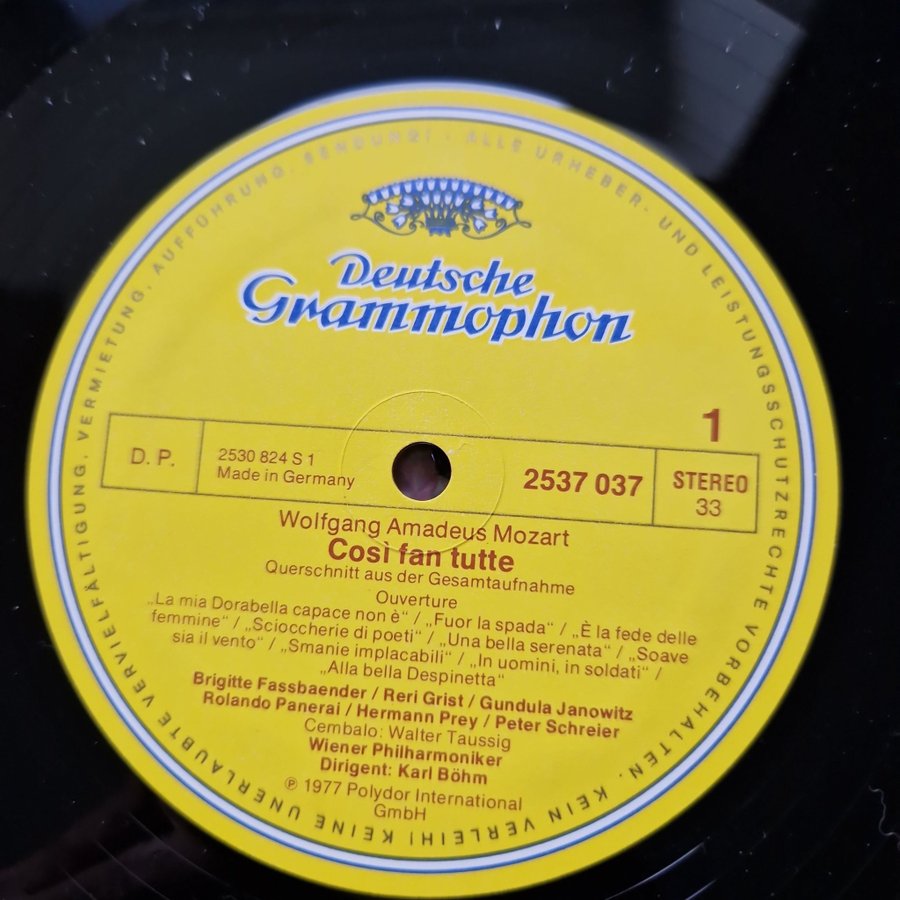 KEINE UNERLAUBTE VERVIELFÄLTIGUNG, VERMIETUNG, AUFFÜHRUNG, SENDUNG! · ALLE URHEBER- UND LEISTUNGSSCHUTZRECHTE VORBEHALTEN. KEIN VERLEIH!
Deutsche
Grammophon
1
D. P.
2530 824 S 1
Made in Germany
2537 037
STEREO
33
Wolfgang Amadeus Mozart
Così fan tutte
Querschnitt aus der Gesamtaufnahme
Ouverture
„La mia Dorabella capace non è“ / „Fuor la spada“ / „È la fede delle
femmine“ / „Scioccherie di poeti“ / „Una bella serenata“ / „Soave
sia il vento“ / „Smanie implacabili“ / „In uomini, in soldati“ /
„Alla bella Despinetta“
Brigitte Fassbaender / Reri Grist / Gundula Janowitz
Rolando Panerai / Hermann Prey / Peter Schreier
Cembalo: Walter Taussig
Wiener Philharmoniker
Dirigent: Karl Böhm
℗ 1977 Polydor International
GmbH